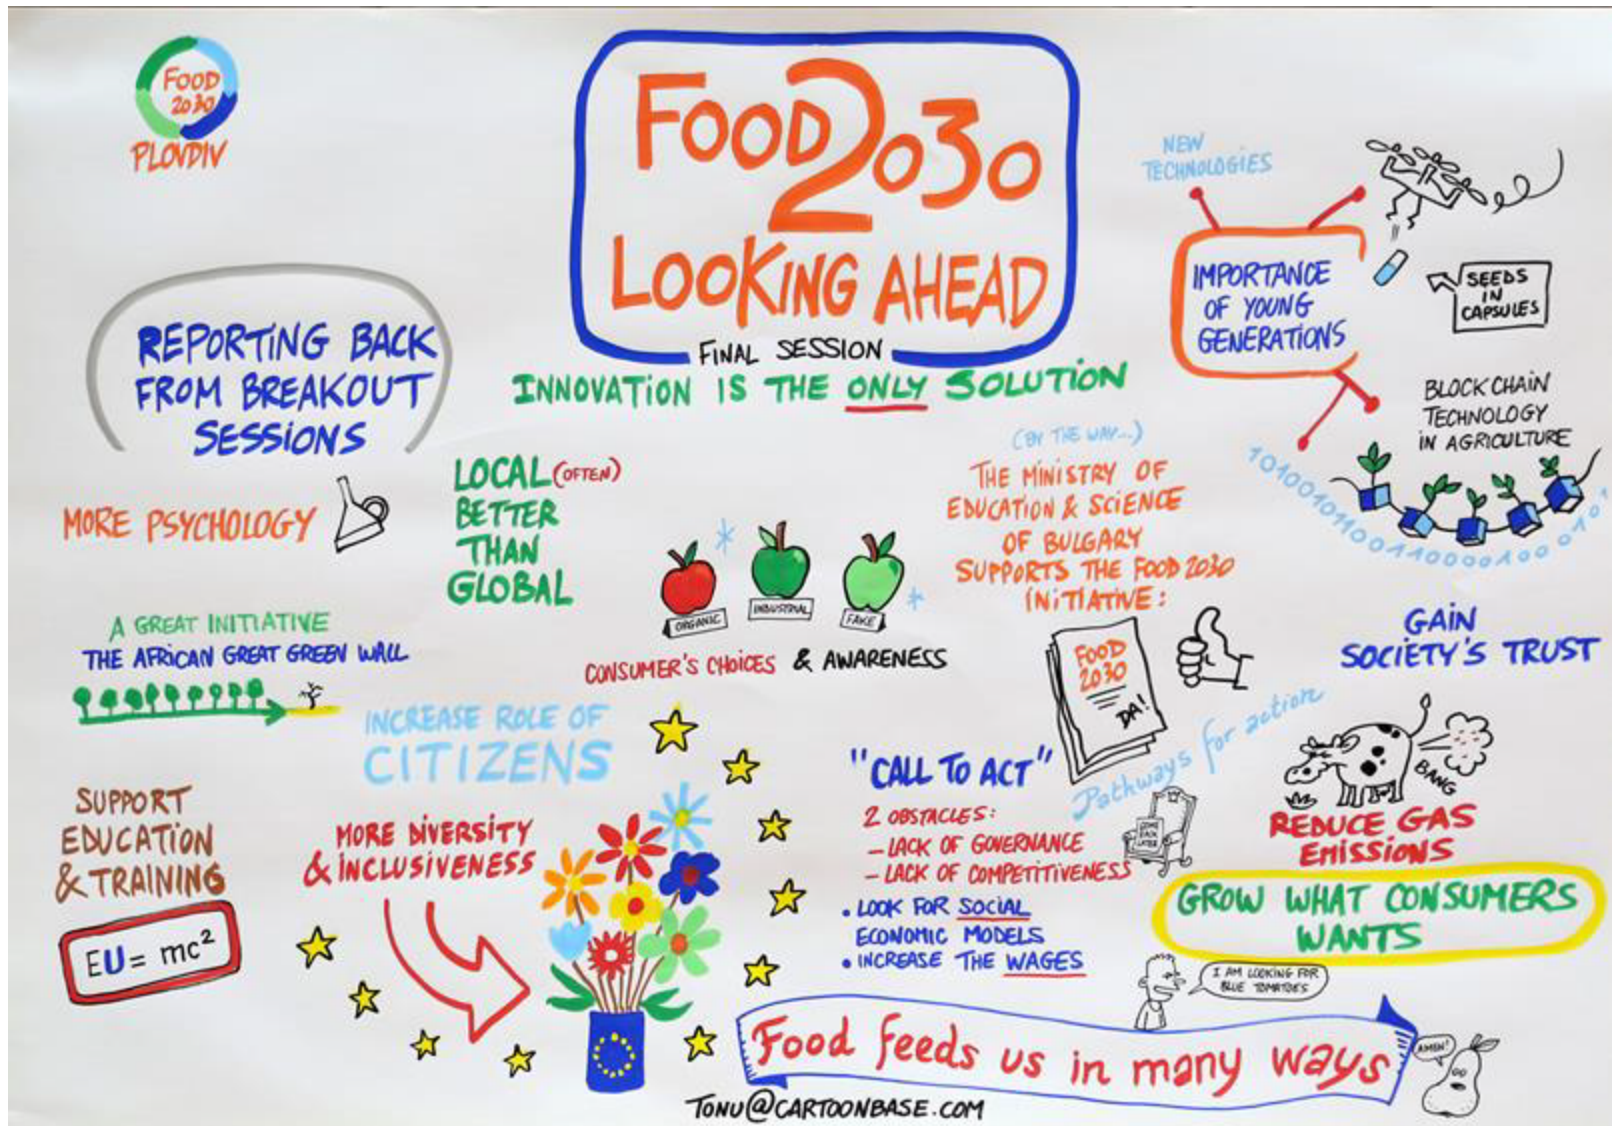 FOOD
2030
PLOVDIV
FOOD 2030
LOOKING AHEAD
FINAL SESSION
INNOVATION IS THE ONLY SOLUTION
REPORTING BACK
FROM BREAKOUT
SESSIONS
MORE PSYCHOLOGY
A GREAT INITIATIVE
THE AFRICAN GREAT GREEN WALL
SUPPORT
EDUCATION
& TRAINING
EU = mc²
LOCAL (OFTEN)
BETTER
THAN
GLOBAL
ORGANIC
INDUSTRIAL
FAKE
CONSUMER'S CHOICES & AWARENESS
INCREASE ROLE OF
CITIZENS
MORE DIVERSITY
& INCLUSIVENESS
(BY THE WAY...)
THE MINISTRY OF
EDUCATION & SCIENCE
OF BULGARY
SUPPORTS THE FOOD 2030
INITIATIVE:
FOOD
2030
DA!
Pathways for action
"CALL TO ACT"
2 OBSTACLES:
- LACK OF GOVERNANCE
- LACK OF COMPETITIVENESS
• LOOK FOR SOCIAL
ECONOMIC MODELS
• INCREASE THE WAGES
COME
BACK
LATER
NEW
TECHNOLOGIES
IMPORTANCE
OF YOUNG
GENERATIONS
SEEDS
IN
CAPSULES
BLOCK CHAIN
TECHNOLOGY
IN AGRICULTURE
GAIN
SOCIETY'S TRUST
BANG
REDUCE GAS
EMISSIONS
GROW WHAT CONSUMERS
WANTS
I AM LOOKING FOR
BLUE TOMATOES
Food feeds us in many ways
AMEN!
TONU@CARTOONBASE.COM